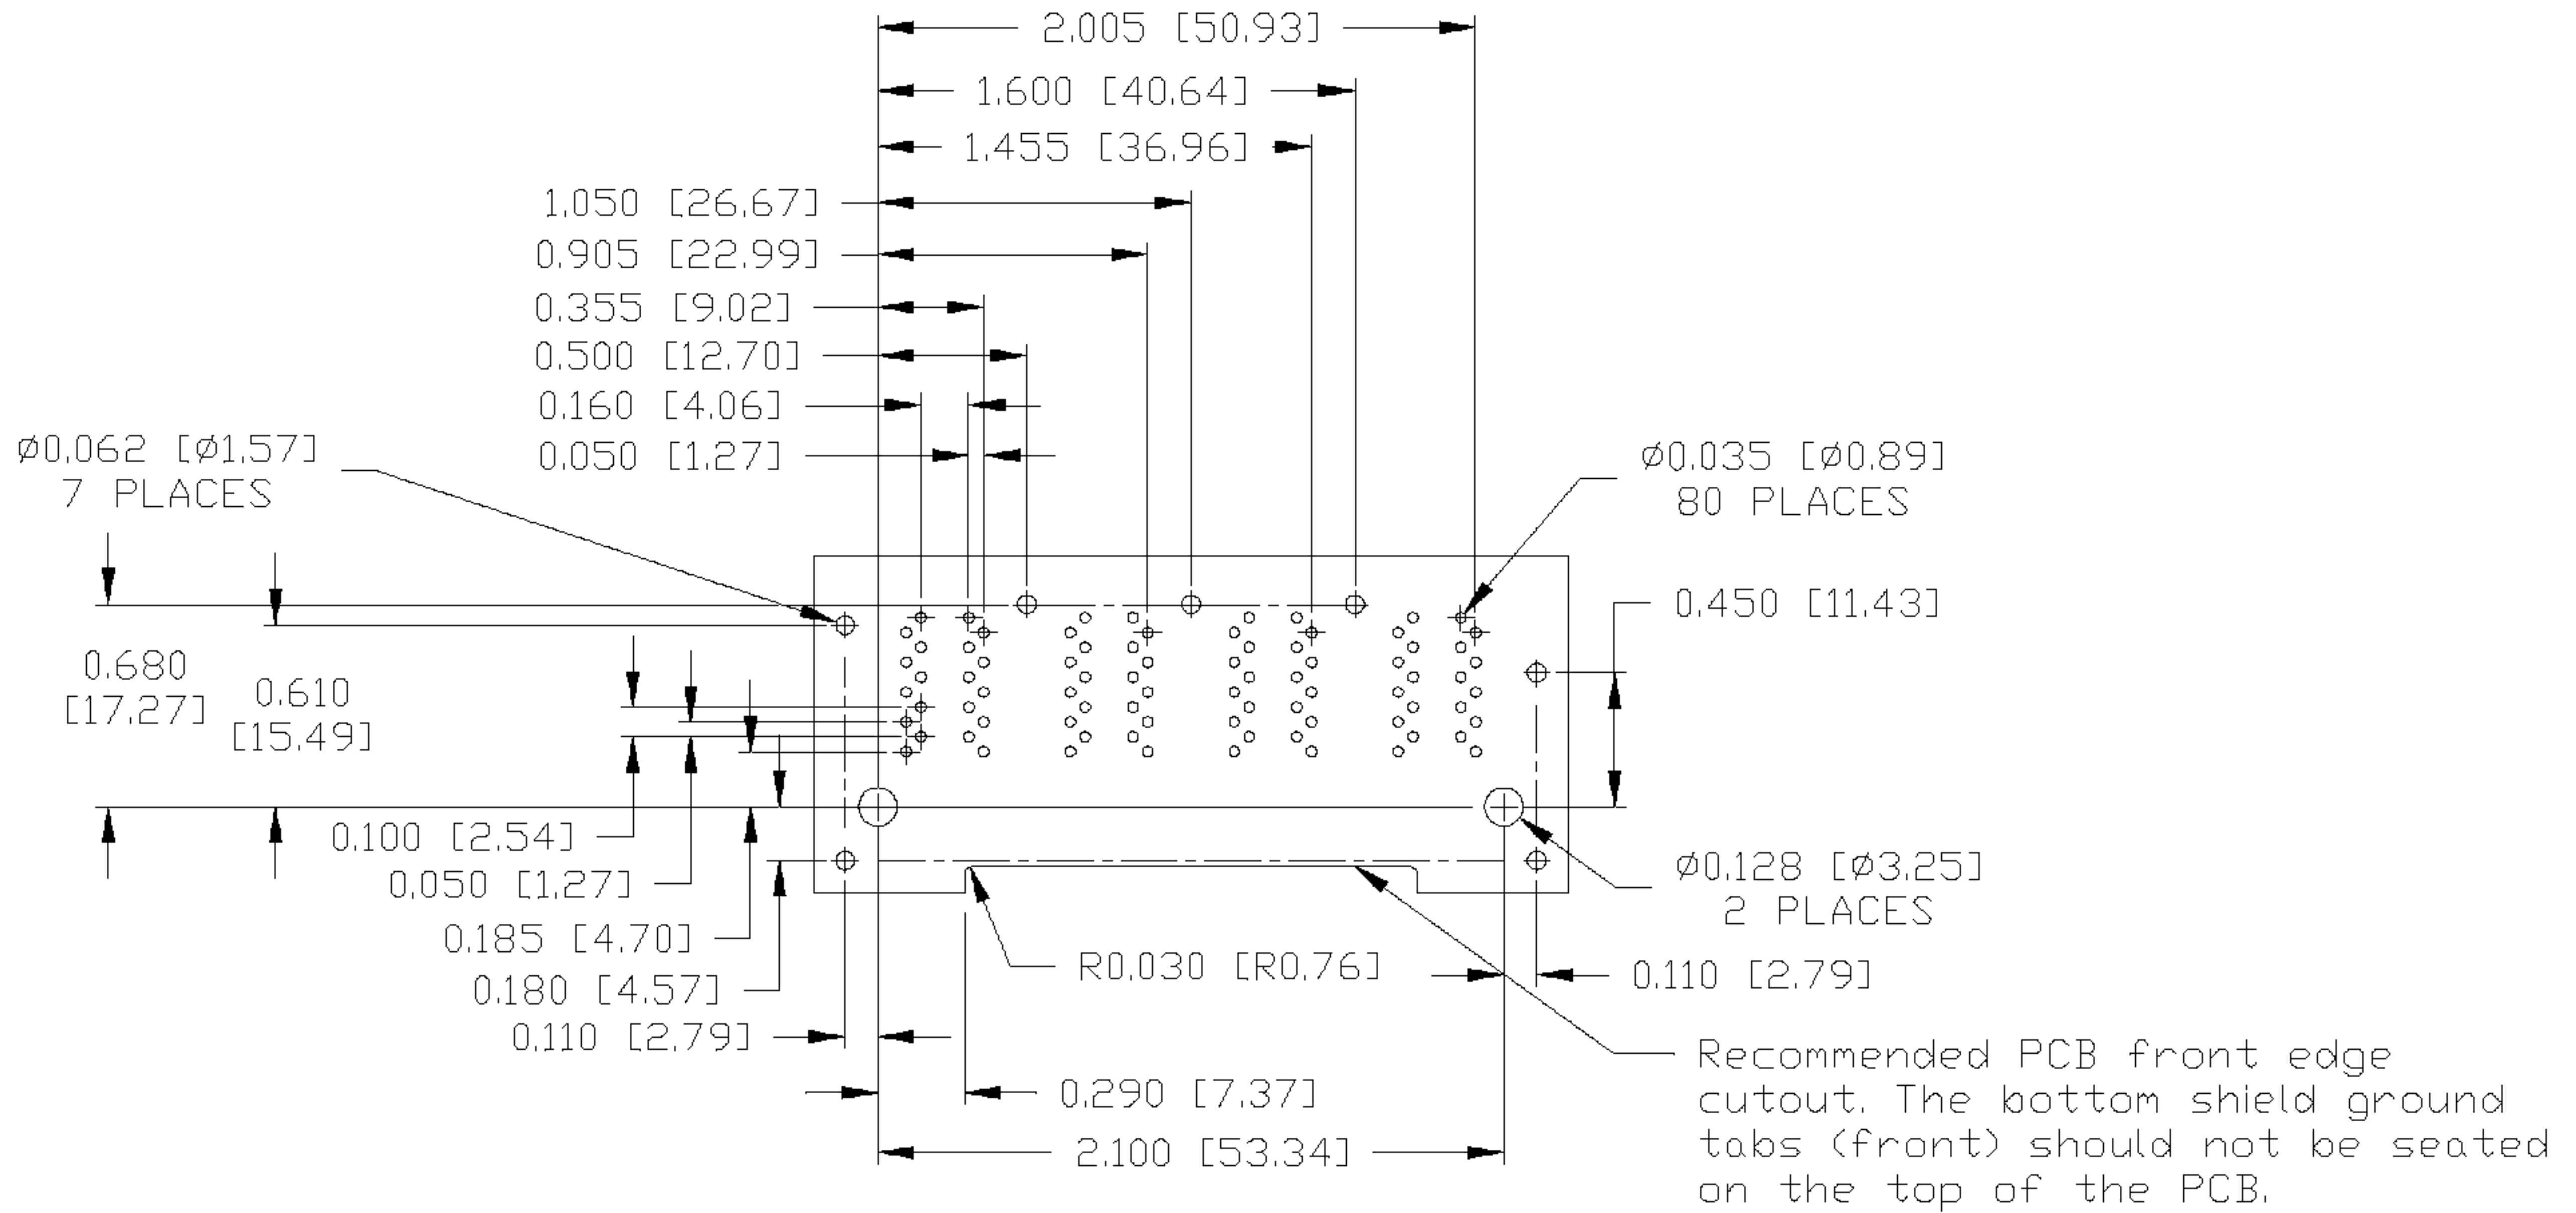 2.005 [50.93]
1.600 [40.64]
1.455 [36.96]
1.050 [26.67]
0.905 [22.99]
0.355 [9.02]
0.500 [12.70]
0.160 [4.06]
0.050 [1.27]
Ø0.062 [Ø1.57]
7 PLACES
Ø0.035 [Ø0.89]
80 PLACES
0.450 [11.43]
0.680
[17.27]
0.610
[15.49]
0.100 [2.54]
0.050 [1.27]
0.185 [4.70]
0.180 [4.57]
0.110 [2.79]
Ø0.128 [Ø3.25]
2 PLACES
R0.030 [R0.76]
0.110 [2.79]
0.290 [7.37]
2.100 [53.34]
Recommended PCB front edge
cutout. The bottom shield ground
tabs (front) should not be seated
on the top of the PCB.